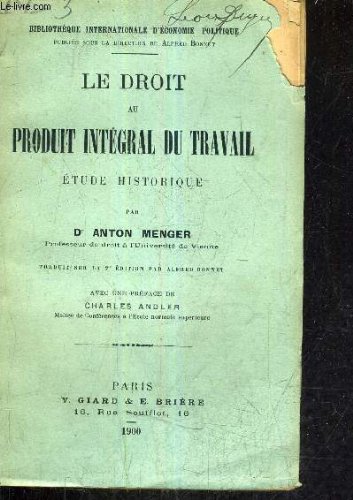 le-livre.com
BIBLIOTHÈQUE INTERNATIONALE D'ÉCONOMIE POLITIQUE
PUBLIÉE SOUS LA DIRECTION DE ALFRED BONNET
LE DROIT
AU
PRODUIT INTÉGRAL DU TRAVAIL
ÉTUDE HISTORIQUE
PAR
Dr ANTON MENGER
Professeur de droit à l'Université de Vienne
TRADUIT SUR LA 2e ÉDITION PAR ALFRED BONNET
AVEC UNE PRÉFACE DE
CHARLES ANDLER
Maître de Conférences à l'École normale supérieure
PARIS
V. GIARD & E. BRIÈRE
16, Rue Soufflot, 16
1900